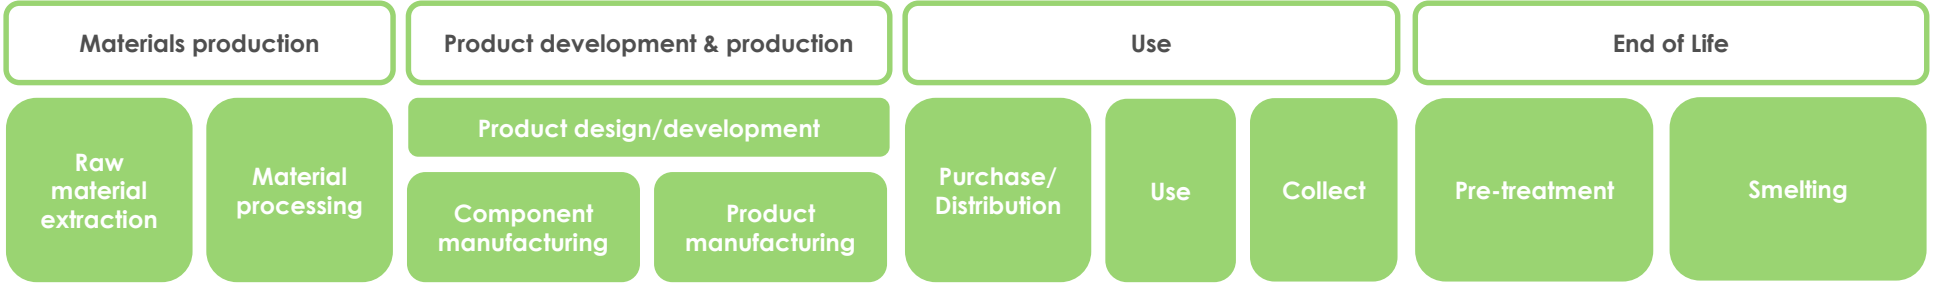 Materials production
Product development & production
Use
End of Life
Raw
material
extraction
Material
processing
Product design/development
Component
manufacturing
Product
manufacturing
Purchase/
Distribution
Use
Collect
Pre-treatment
Smelting